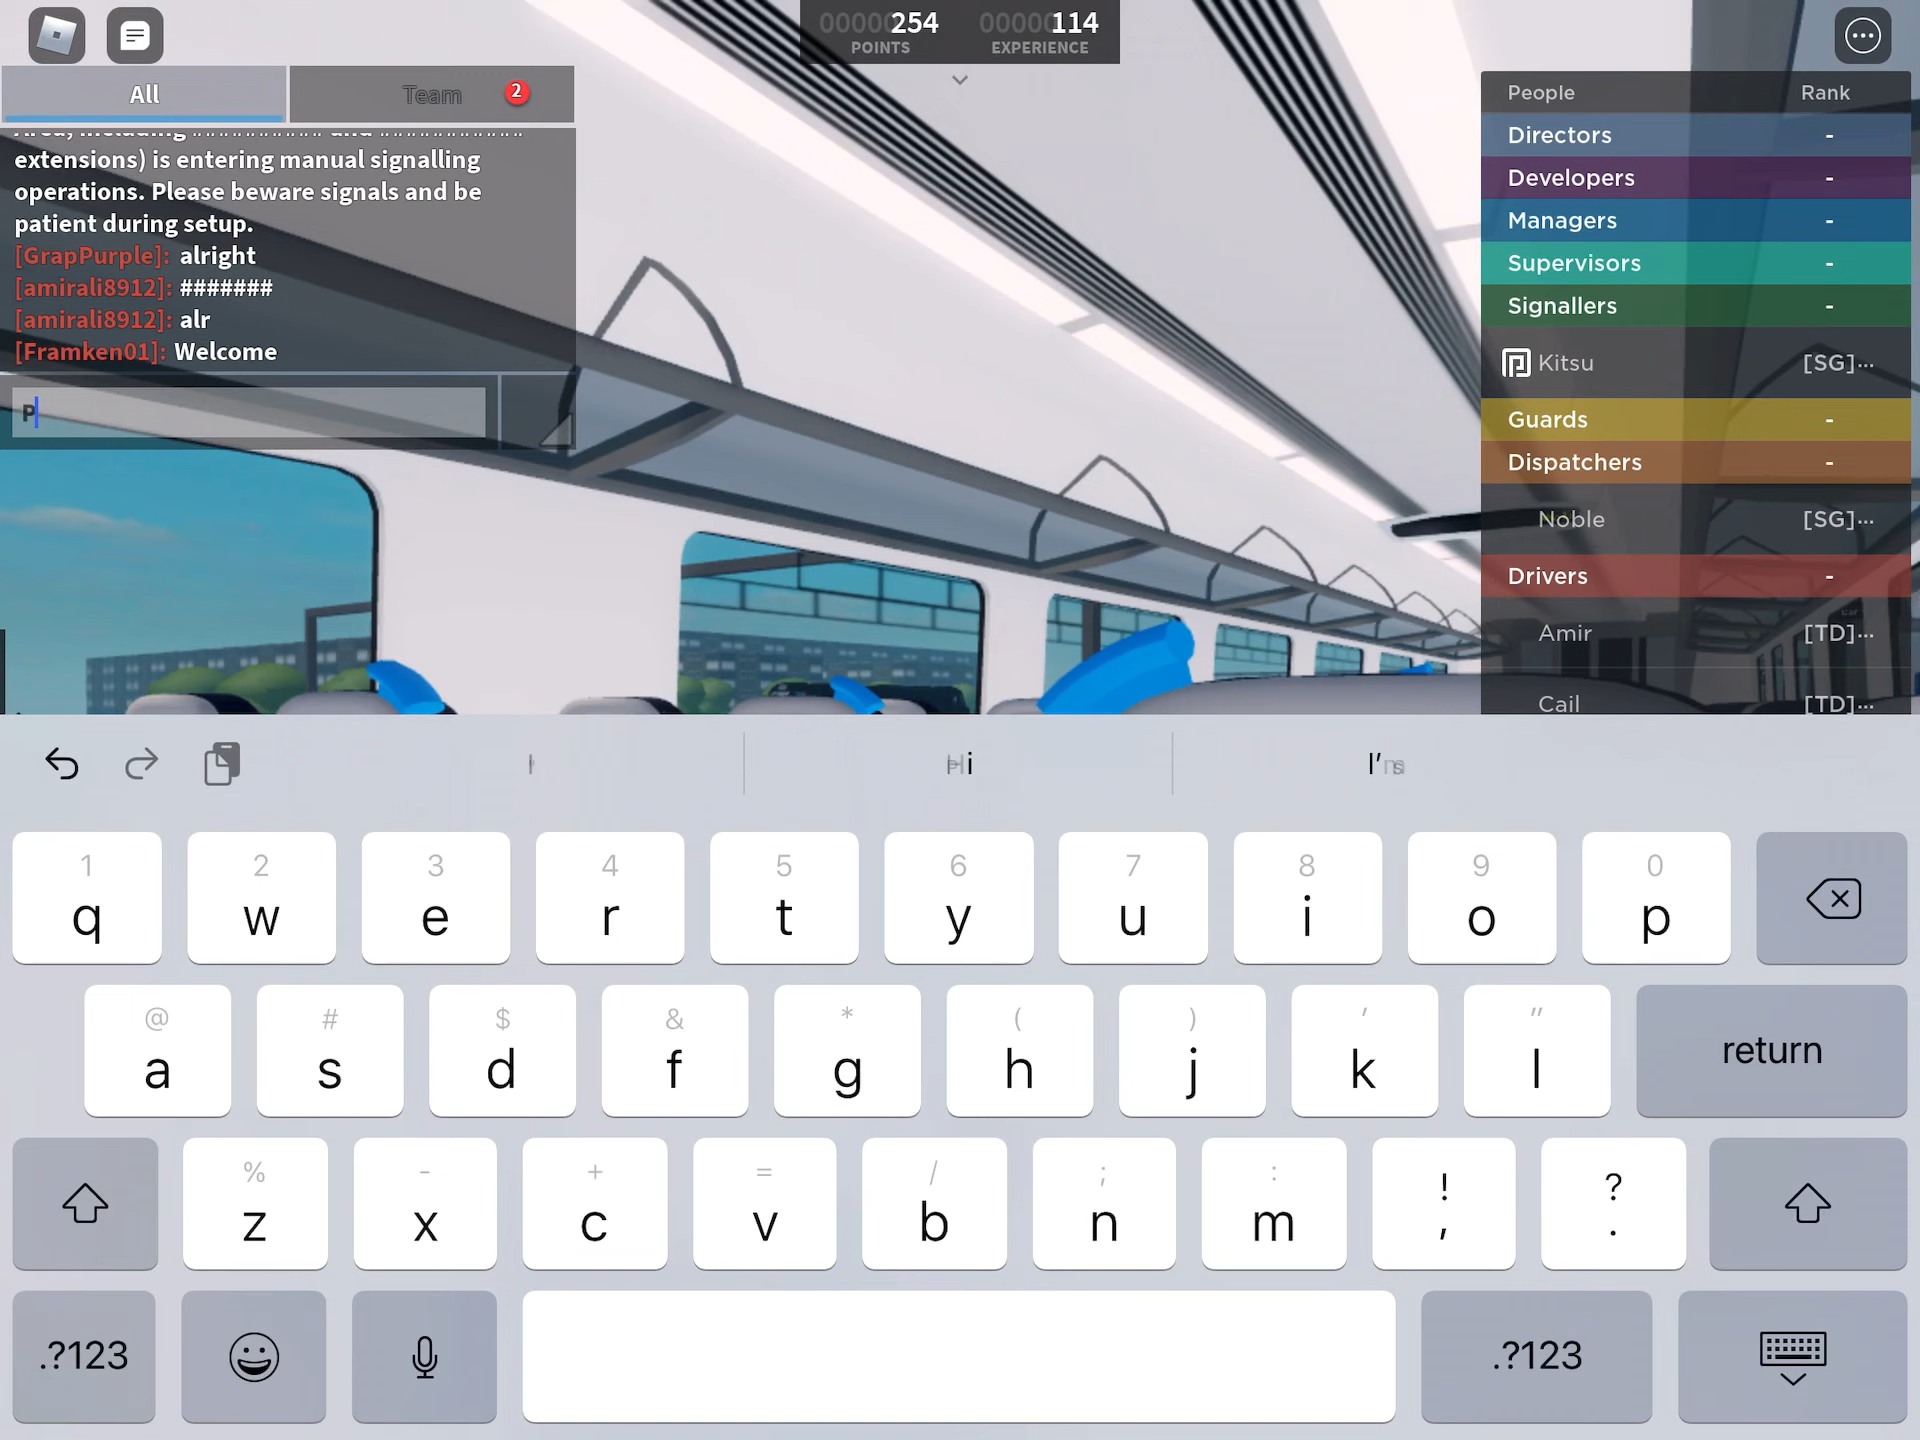 00000254 00000114
POINTS EXPERIENCE
All
Team 2
extensions) is entering manual signalling
operations. Please beware signals and be
patient during setup.
[GrapPurple]: alright
[amirali8912]: #######
[amirali8912]: alr
[Framken01]: Welcome
P
People Rank
Directors -
Developers -
Managers -
Supervisors -
Signallers -
Kitsu [SG]...
Guards -
Dispatchers -
Noble [SG]...
Drivers -
Amir [TD]...
Cail [TD]...
1 2 3 4 5 6 7 8 9 0
q w e r t y u i o p
@ # $ & * ( ) ' "
a s d f g h j k l return
% - + = / ; : ! ?
z x c v b n m , .
.?123 .?123